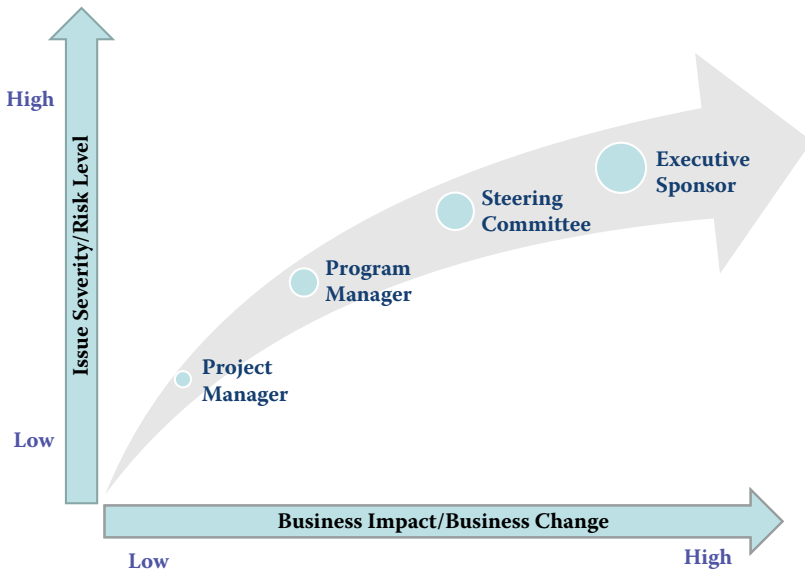 High
Issue Severity/Risk Level
Low
Executive
Sponsor
Steering
Committee
Program
Manager
Project
Manager
Business Impact/Business Change
Low
High